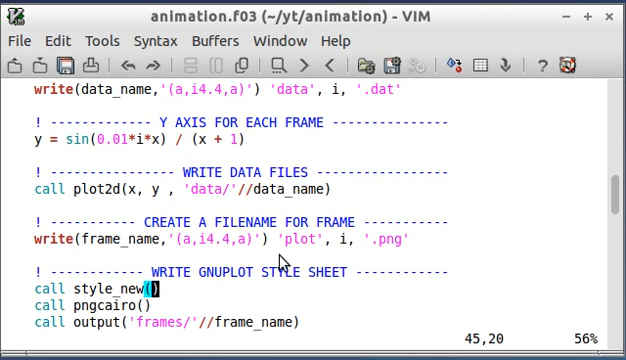 animation.f03 (~/yt/animation) - VIM
File Edit Tools Syntax Buffers Window Help
write(data_name,'(a,i4.4,a)') 'data', i, '.dat'
! ------------- Y AXIS FOR EACH FRAME --------------
y = sin(0.01*i*x) / (x + 1)
! ---------------- WRITE DATA FILES ----------------
call plot2d(x, y , 'data/'//data_name)
! ----------- CREATE A FILENAME FOR FRAME ----------
write(frame_name,'(a,i4.4,a)') 'plot', i, '.png'
! ------------ WRITE GNUPLOT STYLE SHEET -----------
call style_new()
call pngcairo()
call output('frames/'//frame_name)
45,20 56%